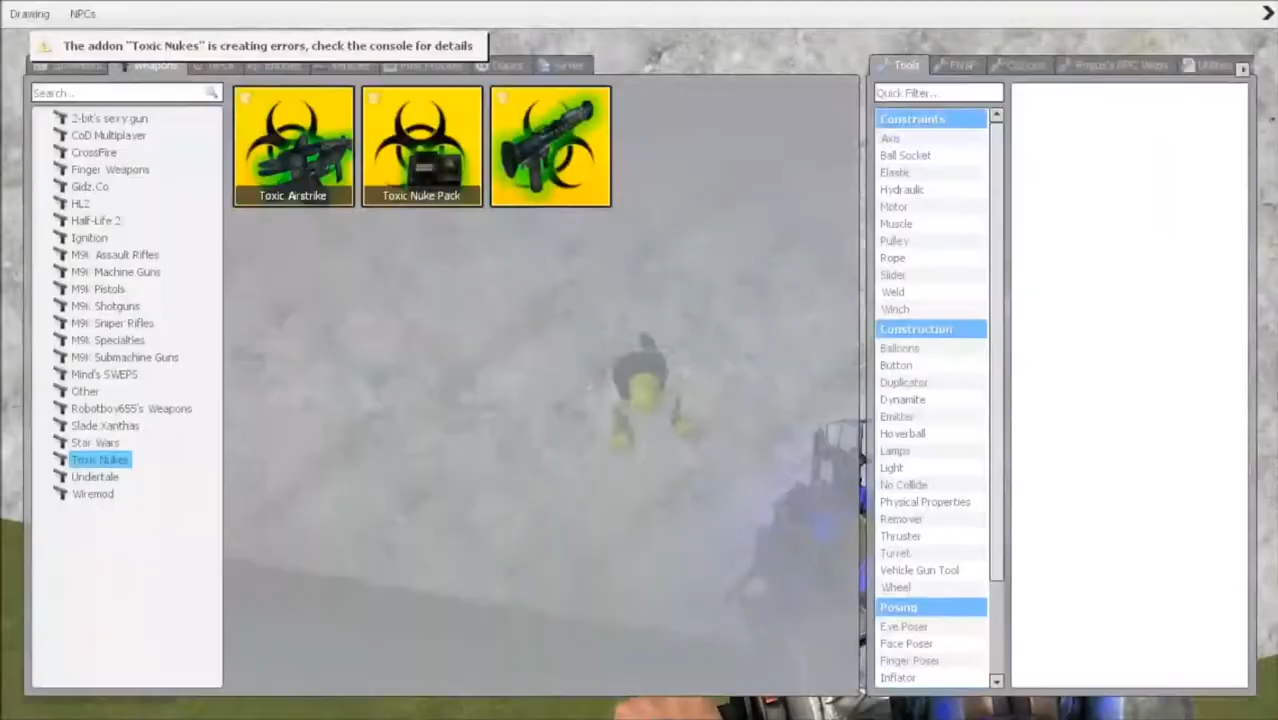 Drawing
NPCs
The addon "Toxic Nukes" is creating errors, check the console for details
Weapons
Dupes
Saves
Search...
2-bit's sexy gun
CoD Multiplayer
CrossFire
Finger Weapons
Gidz.Co
HL2
Half-Life 2
Ignition
M9K Assault Rifles
M9K Machine Guns
M9K Pistols
M9K Shotguns
M9K Sniper Rifles
M9K Specialties
M9K Submachine Guns
Mind's SWEPS
Other
Robotboy655's Weapons
Slade Xanthas
Star Wars
Toxic Nukes
Undertale
Wiremod
Toxic Airstrike
Toxic Nuke Pack
Tools
Options
Utilities
Quick Filter...
Constraints
Axis
Ball Socket
Elastic
Hydraulic
Motor
Muscle
Pulley
Rope
Slider
Weld
Winch
Construction
Balloons
Button
Duplicator
Dynamite
Emitter
Hoverball
Lamps
Light
No Collide
Physical Properties
Remover
Thruster
Turret
Vehicle Gun Tool
Wheel
Posing
Eye Poser
Face Poser
Finger Poser
Inflator